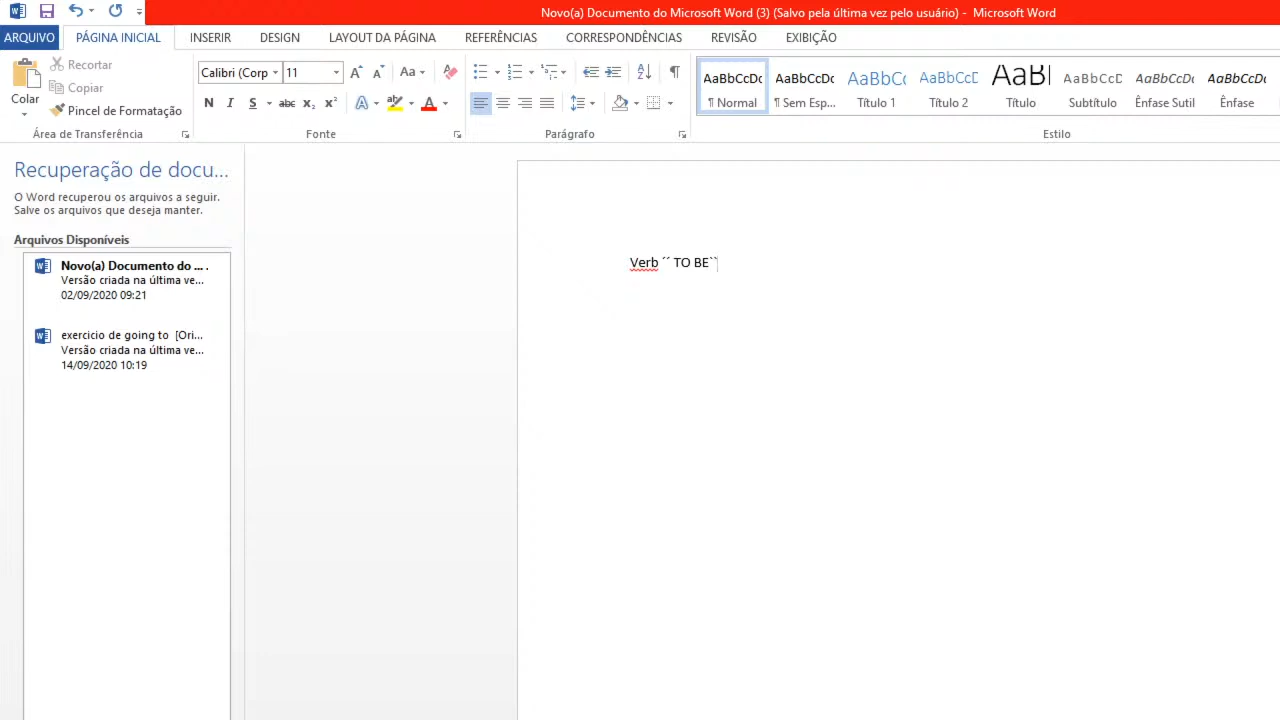 Novo(a) Documento do Microsoft Word (3) (Salvo pela última vez pelo usuário) - Microsoft Word
ARQUIVO PÁGINA INICIAL INSERIR DESIGN LAYOUT DA PÁGINA REFERÊNCIAS CORRESPONDÊNCIAS REVISÃO EXIBIÇÃO
Colar
Recortar
Copiar
Pincel de Formatação
Área de Transferência
Calibri (Corp 11
Aa
N I S abc x₂ x² A A
Fonte
Parágrafo
AaBbCcDc AaBbCcDc AaBbCc AaBbCcD AaB AaBbCcD AaBbCcDc AaBbCcDc
¶ Normal ¶ Sem Esp... Título 1 Título 2 Título Subtítulo Ênfase Sutil Ênfase
Estilo
Recuperação de docu...
O Word recuperou os arquivos a seguir.
Salve os arquivos que deseja manter.
Arquivos Disponíveis
Novo(a) Documento do ... .
Versão criada na última ve...
02/09/2020 09:21
exercicio de going to [Ori...
Versão criada na última ve...
14/09/2020 10:19
Verb ´´ TO BE``